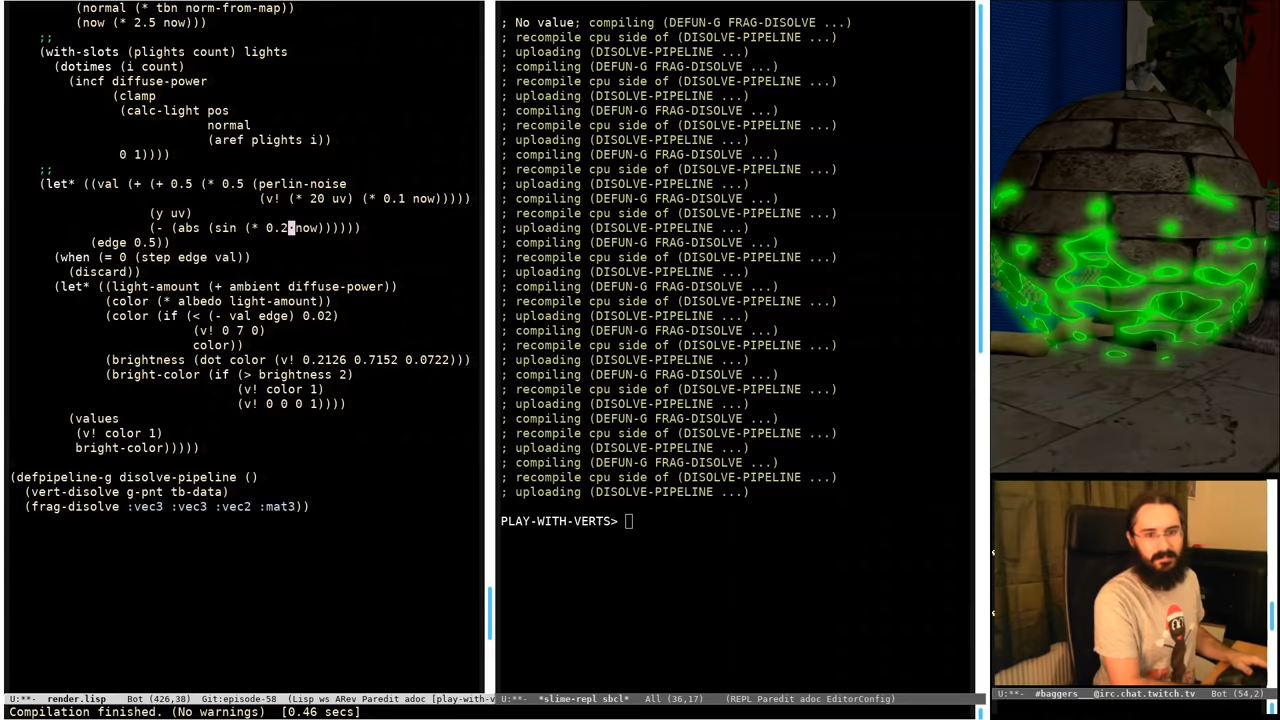 (normal (* tbn norm-from-map))
(now (* 2.5 now)))
;;
(with-slots (plights count) lights
(dotimes (i count)
(incf diffuse-power
(clamp
(calc-light pos
normal
(aref plights i))
0 1))))
;;
(let* ((val (+ (+ 0.5 (* 0.5 (perlin-noise
(v! (* 20 uv) (* 0.1 now)))))
(y uv)
(- (abs (sin (* 0.2 now))))))
(edge 0.5))
(when (= 0 (step edge val))
(discard))
(let* ((light-amount (+ ambient diffuse-power))
(color (* albedo light-amount))
(color (if (< (- val edge) 0.02)
(v! 0 7 0)
color))
(brightness (dot color (v! 0.2126 0.7152 0.0722)))
(bright-color (if (> brightness 2)
(v! color 1)
(v! 0 0 0 1))))
(values
(v! color 1)
bright-color)))))
(defpipeline-g disolve-pipeline ()
(vert-disolve g-pnt tb-data)
(frag-disolve :vec3 :vec3 :vec2 :mat3))
U:**- render.lisp Bot (426,38) Git:episode-58 (Lisp ws ARev Paredit adoc [play-with-v
Compilation finished. (No warnings) [0.46 secs]
; No value; compiling (DEFUN-G FRAG-DISOLVE ...)
; recompile cpu side of (DISOLVE-PIPELINE ...)
; uploading (DISOLVE-PIPELINE ...)
; compiling (DEFUN-G FRAG-DISOLVE ...)
; recompile cpu side of (DISOLVE-PIPELINE ...)
; uploading (DISOLVE-PIPELINE ...)
; compiling (DEFUN-G FRAG-DISOLVE ...)
; recompile cpu side of (DISOLVE-PIPELINE ...)
; uploading (DISOLVE-PIPELINE ...)
; compiling (DEFUN-G FRAG-DISOLVE ...)
; recompile cpu side of (DISOLVE-PIPELINE ...)
; uploading (DISOLVE-PIPELINE ...)
; compiling (DEFUN-G FRAG-DISOLVE ...)
; recompile cpu side of (DISOLVE-PIPELINE ...)
; uploading (DISOLVE-PIPELINE ...)
; compiling (DEFUN-G FRAG-DISOLVE ...)
; recompile cpu side of (DISOLVE-PIPELINE ...)
; uploading (DISOLVE-PIPELINE ...)
; compiling (DEFUN-G FRAG-DISOLVE ...)
; recompile cpu side of (DISOLVE-PIPELINE ...)
; uploading (DISOLVE-PIPELINE ...)
; compiling (DEFUN-G FRAG-DISOLVE ...)
; recompile cpu side of (DISOLVE-PIPELINE ...)
; uploading (DISOLVE-PIPELINE ...)
; compiling (DEFUN-G FRAG-DISOLVE ...)
; recompile cpu side of (DISOLVE-PIPELINE ...)
; uploading (DISOLVE-PIPELINE ...)
; compiling (DEFUN-G FRAG-DISOLVE ...)
; recompile cpu side of (DISOLVE-PIPELINE ...)
; uploading (DISOLVE-PIPELINE ...)
; compiling (DEFUN-G FRAG-DISOLVE ...)
; recompile cpu side of (DISOLVE-PIPELINE ...)
; uploading (DISOLVE-PIPELINE ...)
PLAY-WITH-VERTS>
U:**- *slime-repl sbcl* All (36,17) (REPL Paredit adoc EditorConfig)
U:**- #baggers___@irc.chat.twitch.tv Bot (54,2)